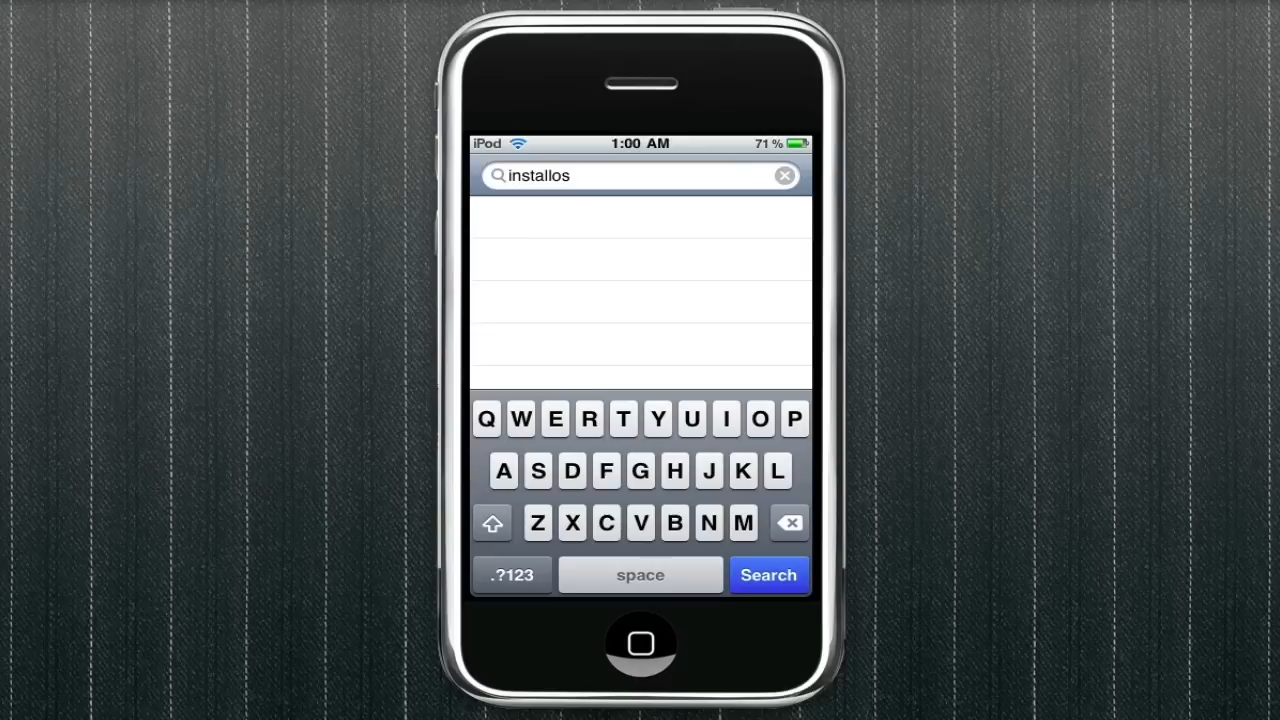 iPod 1:00 AM 71 %
installos
Q W E R T Y U I O P
A S D F G H J K L
Z X C V B N M
.?123 space Search